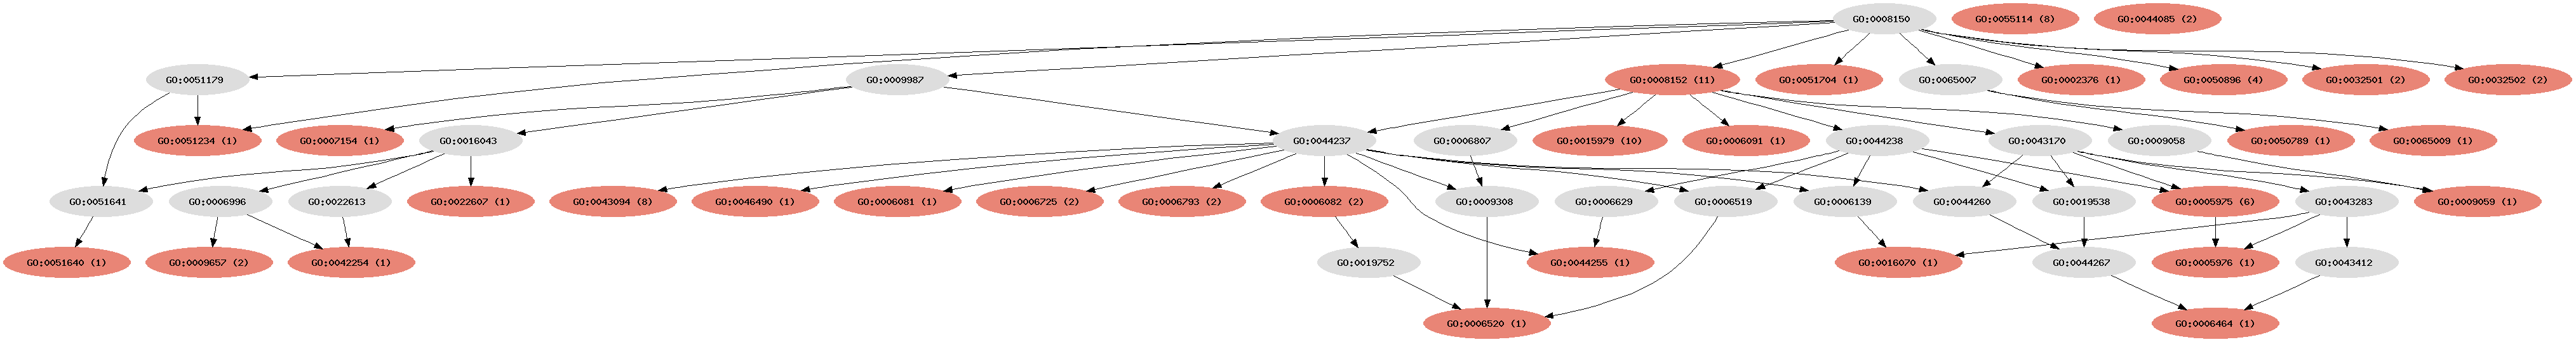 GO:0008150
GO:0055114 (8)
GO:0044085 (2)
GO:0051179
GO:0009987
GO:0008152 (11)
GO:0051704 (1)
GO:0065007
GO:0002376 (1)
GO:0050896 (4)
GO:0032501 (2)
GO:0032502 (2)
GO:0051234 (1)
GO:0007154 (1)
GO:0016043
GO:0044237
GO:0006807
GO:0015979 (10)
GO:0006091 (1)
GO:0044238
GO:0043170
GO:0009058
GO:0050789 (1)
GO:0065009 (1)
GO:0051641
GO:0006996
GO:0022613
GO:0022607 (1)
GO:0043094 (8)
GO:0046490 (1)
GO:0006081 (1)
GO:0006725 (2)
GO:0006793 (2)
GO:0006082 (2)
GO:0009308
GO:0006629
GO:0006519
GO:0006139
GO:0044260
GO:0019538
GO:0005975 (6)
GO:0043283
GO:0009059 (1)
GO:0051640 (1)
GO:0009657 (2)
GO:0042254 (1)
GO:0019752
GO:0044255 (1)
GO:0016070 (1)
GO:0044267
GO:0005976 (1)
GO:0043412
GO:0006520 (1)
GO:0006464 (1)